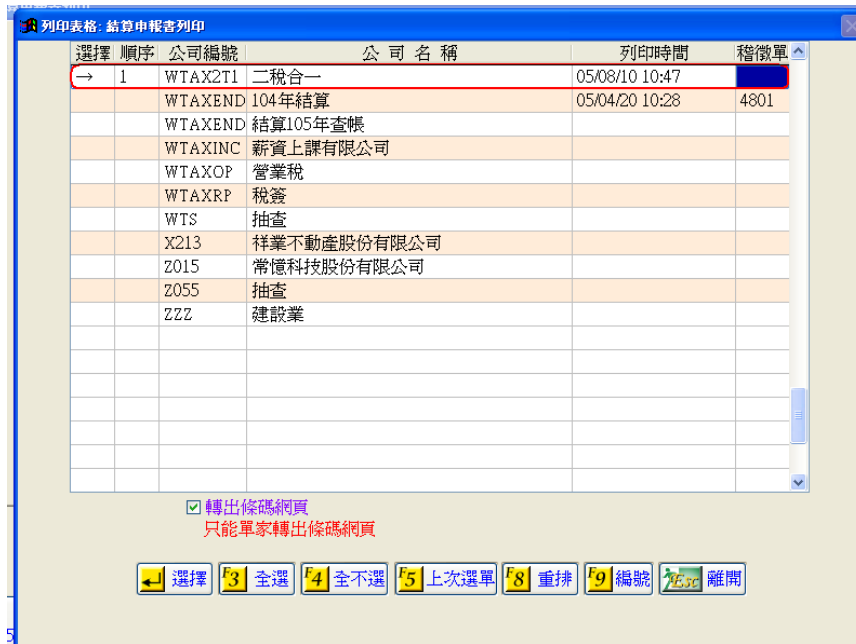 列印表格: 結算申報書列印
選擇 順序 公司編號 公 司 名 稱 列印時間 稽徵單
→ 1 WTAX2T1 二稅合一 05/08/10 10:47
WTAXEND 104年結算 05/04/20 10:28 4801
WTAXEND 結算105年查帳
WTAXINC 薪資上課有限公司
WTAXOP 營業稅
WTAXRP 稅簽
WTS 抽查
X213 祥業不動產股份有限公司
Z015 常憶科技股份有限公司
Z055 抽查
ZZZ 建設業
轉出條碼網頁
只能單家轉出條碼網頁
選擇 F3 全選 F4 全不選 F5 上次選單 F8 重排 F9 編號 Esc 離開
5